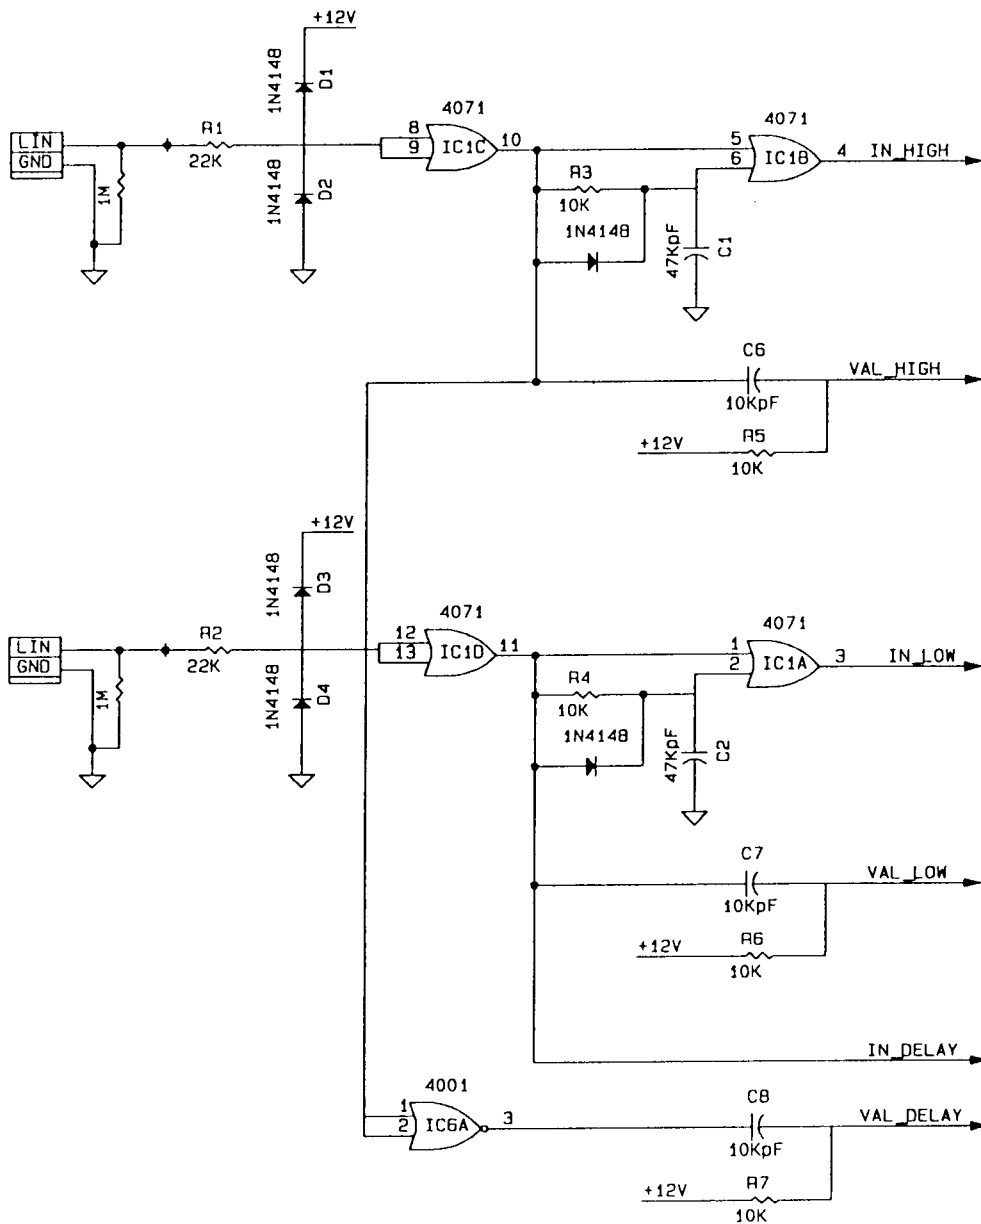 +12V
1N4148
D1
4071
4071
LIN
GND
R1
22K
8
9
IC1C
10
5
6
IC1B
4
IN_HIGH
1M
1N4148
D2
R3
10K
1N4148
47KpF
C1
C6
10KpF
VAL_HIGH
+12V
R5
10K
+12V
1N4148
D3
4071
4071
LIN
GND
R2
22K
12
13
IC1D
11
1
2
IC1A
3
IN_LOW
1M
1N4148
D4
R4
10K
1N4148
47KpF
C2
C7
10KpF
VAL_LOW
+12V
R6
10K
IN_DELAY
4001
1
2
IC6A
3
C8
10KpF
VAL_DELAY
+12V
R7
10K